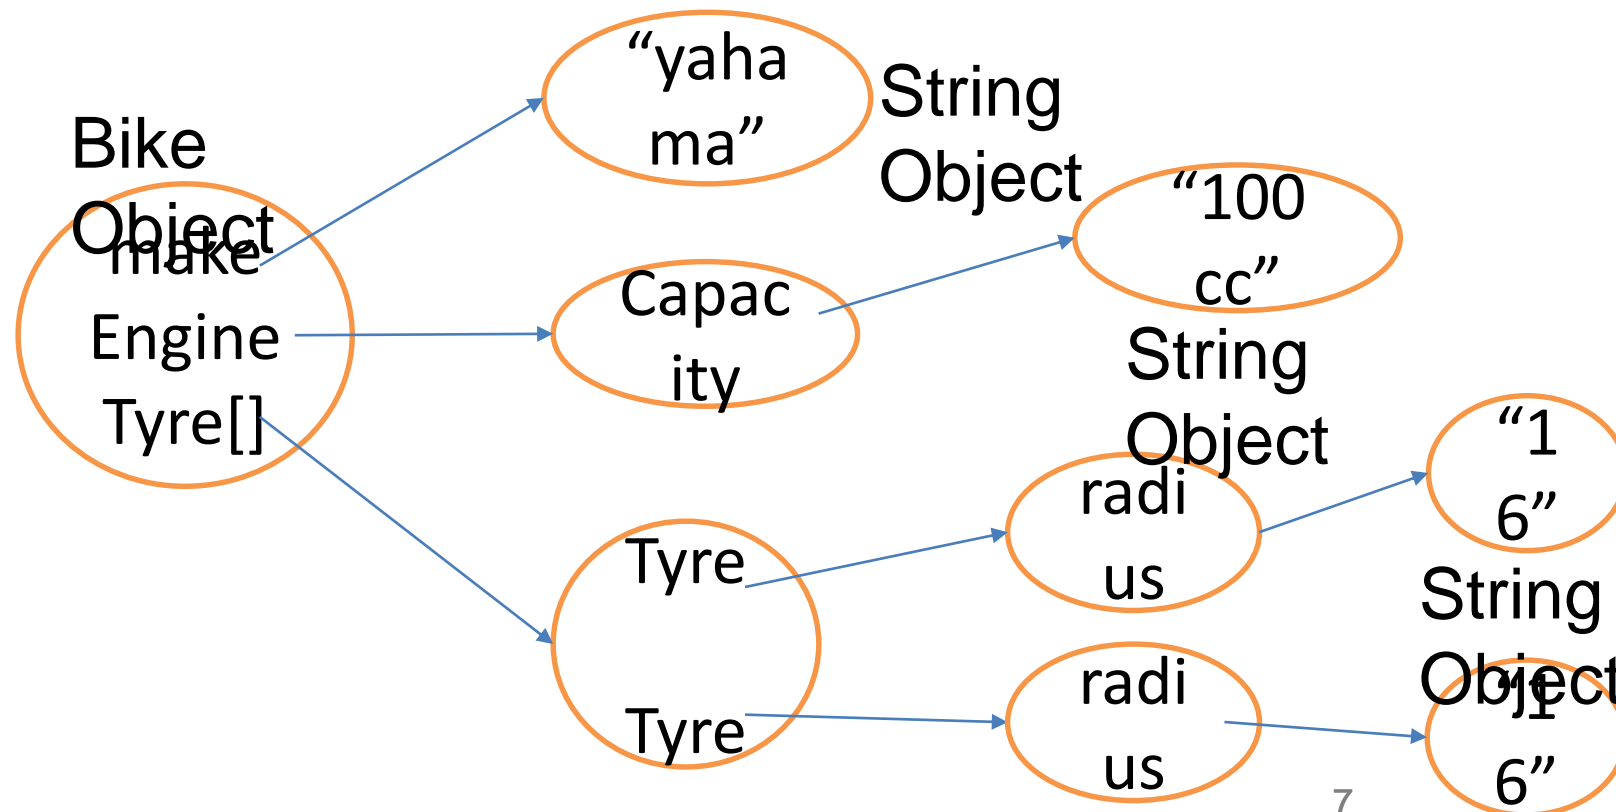 Bike
Object
make
Engine
Tyre[]
“yaha
ma”
String
Object
Capac
ity
“100
cc”
String
Object
Tyre
Tyre
radi
us
“1
6”
String
Object
radi
us
“1
6”
7